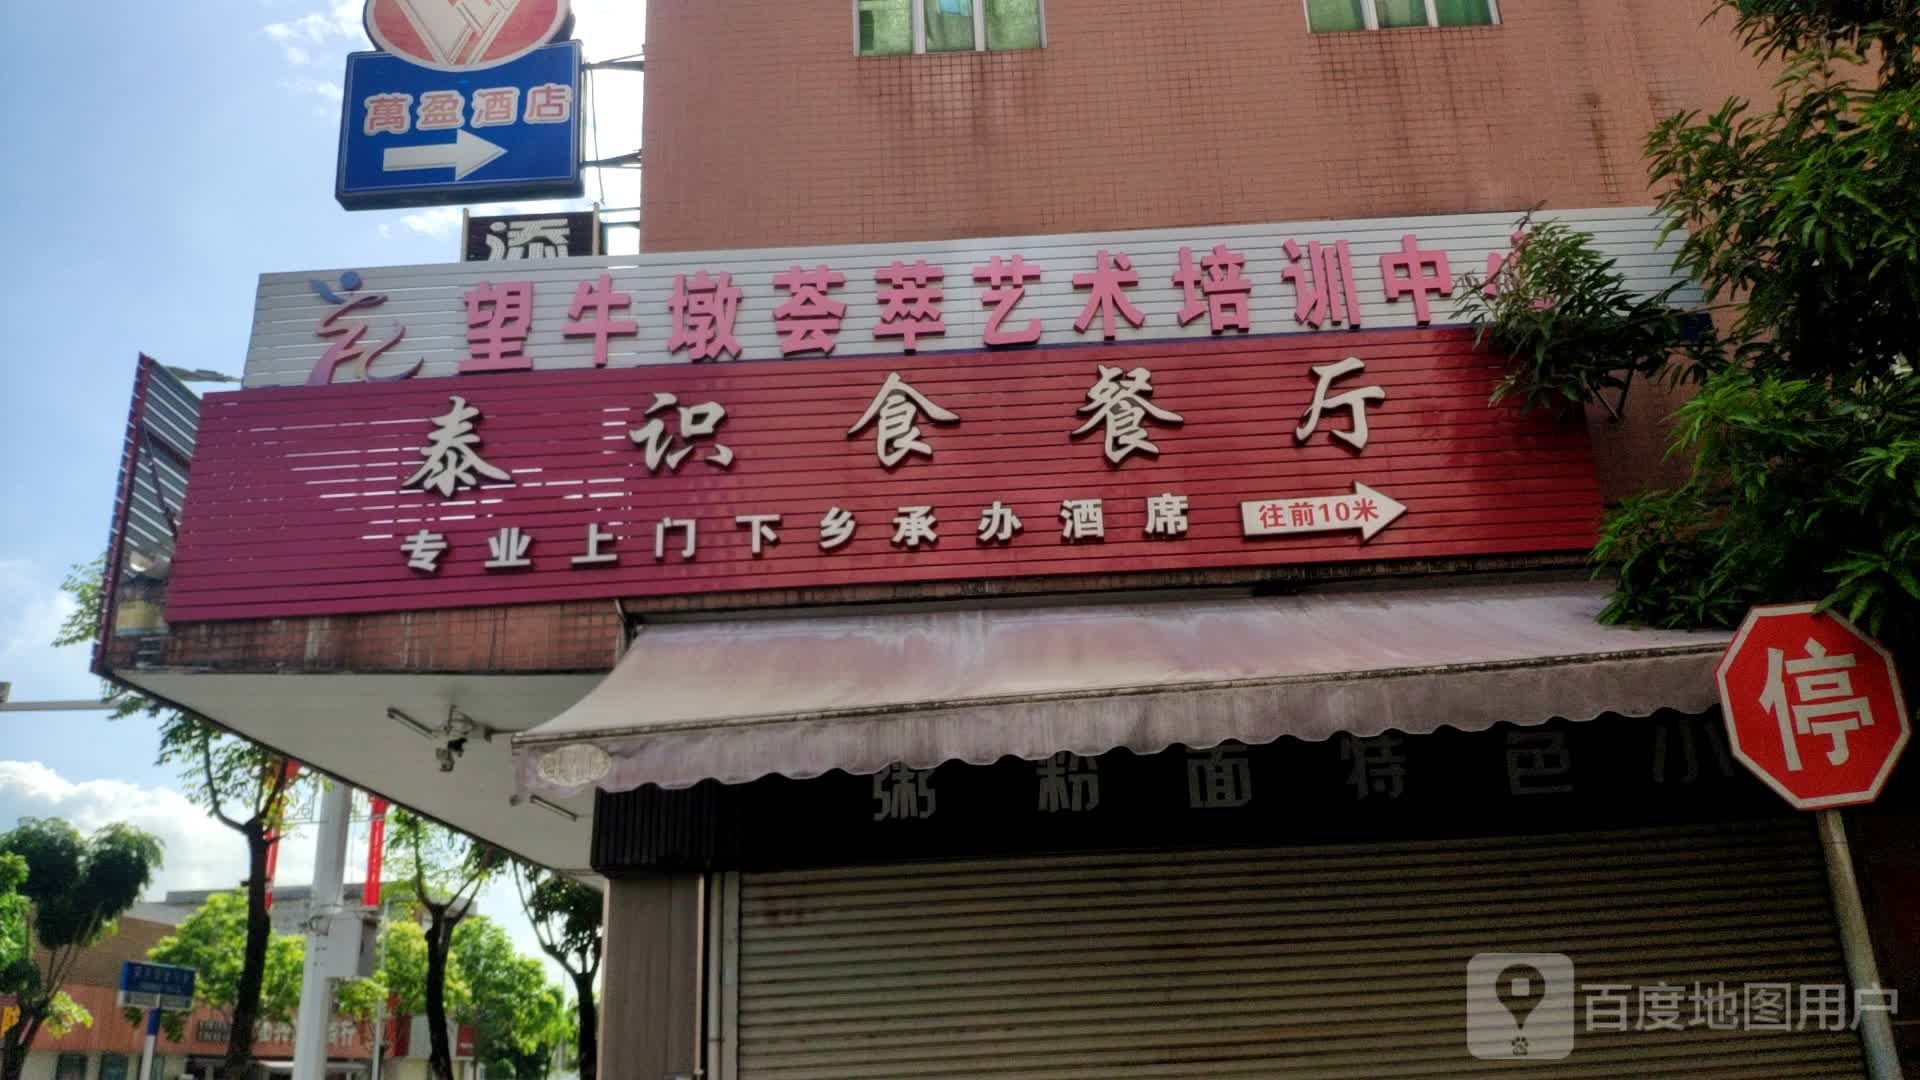 萬盈酒店
添
望牛墩荟萃艺术培训中心
泰识食餐厅
专业上门下乡承办酒席 往前10米
粥粉面特色小
停
百度地图用户